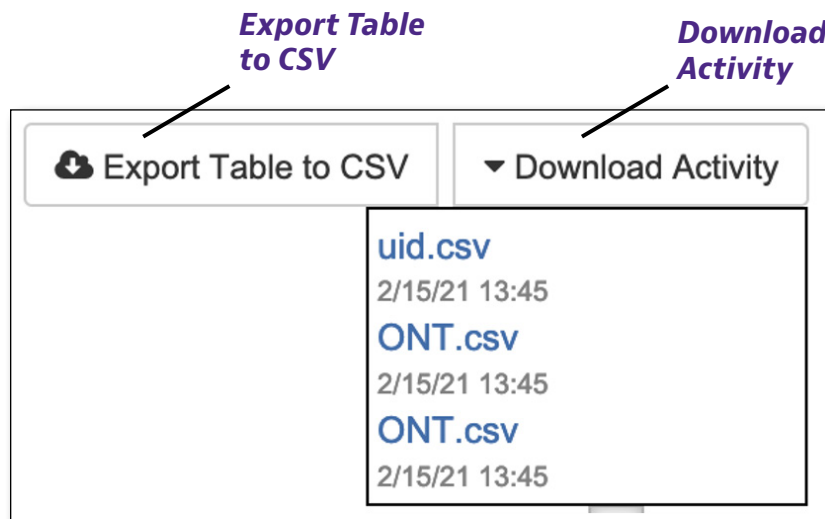 Export Table
to CSV
Download
Activity
Export Table to CSV
Download Activity
uid.csv
2/15/21 13:45
ONT.csv
2/15/21 13:45
ONT.csv
2/15/21 13:45